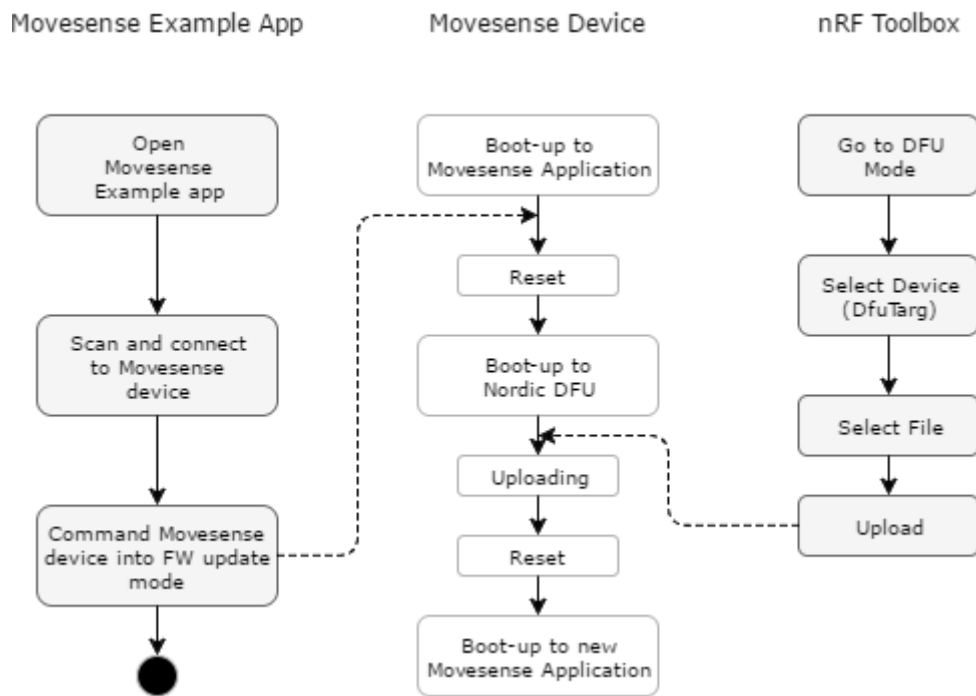 Movesense Example App
Movesense Device
nRF Toolbox
Open
Movesense
Example app
Scan and connect
to Movesense
device
Command Movesense
device into FW update
mode
Boot-up to
Movesense Application
Reset
Boot-up to
Nordic DFU
Uploading
Reset
Boot-up to new
Movesense Application
Go to DFU
Mode
Select Device
(DfuTarg)
Select File
Upload